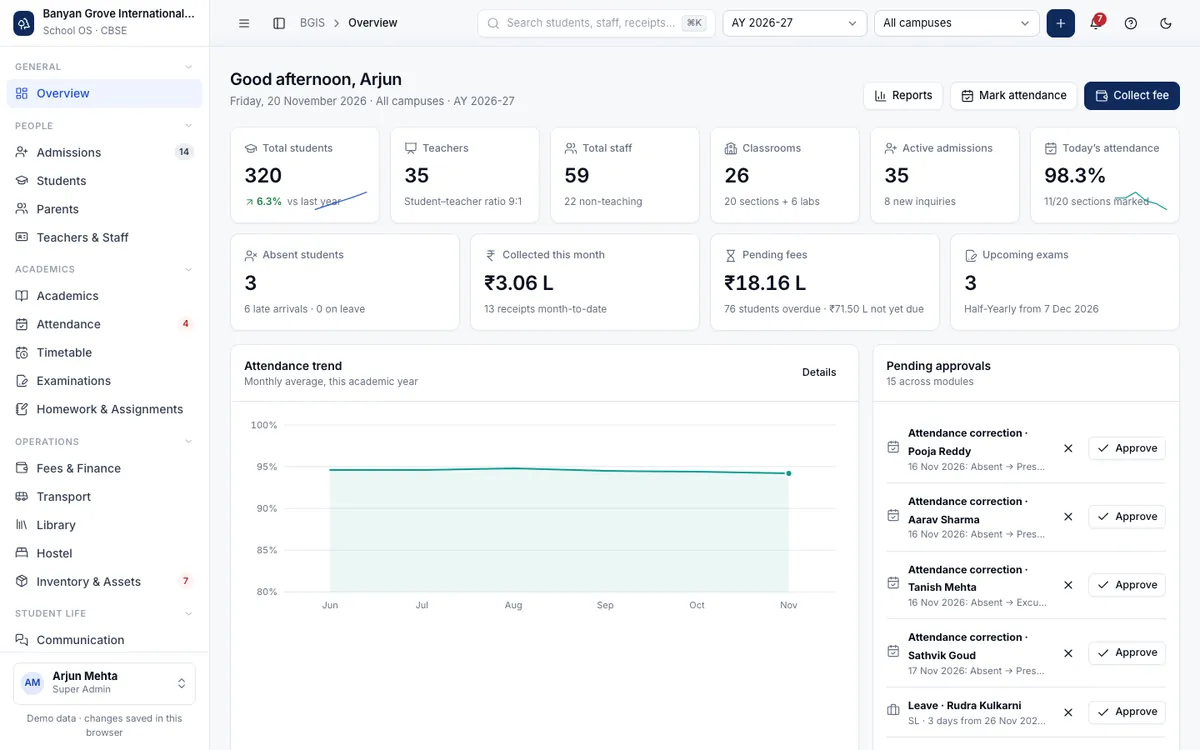 Banyan Grove International...
School OS · CBSE
BGIS > Overview
Search students, staff, receipts... ⌘K
AY 2026-27
All campuses
7
GENERAL
Overview
PEOPLE
Admissions 14
Students
Parents
Teachers & Staff
ACADEMICS
Academics
Attendance 4
Timetable
Examinations
Homework & Assignments
OPERATIONS
Fees & Finance
Transport
Library
Hostel
Inventory & Assets 7
STUDENT LIFE
Communication
AM
Arjun Mehta
Super Admin
Demo data · changes saved in this
browser
Good afternoon, Arjun
Friday, 20 November 2026 · All campuses · AY 2026-27
Reports
Mark attendance
Collect fee
Total students
320
6.3% vs last year
Teachers
35
Student–teacher ratio 9:1
Total staff
59
22 non-teaching
Classrooms
26
20 sections + 6 labs
Active admissions
35
8 new inquiries
Today's attendance
98.3%
11/20 sections marked
Absent students
3
6 late arrivals · 0 on leave
Collected this month
₹3.06 L
13 receipts month-to-date
Pending fees
₹18.16 L
76 students overdue · ₹71.50 L not yet due
Upcoming exams
3
Half-Yearly from 7 Dec 2026
Attendance trend
Monthly average, this academic year
Details
100%
95%
90%
85%
80%
Jun Jul Aug Sep Oct Nov
Pending approvals
15 across modules
Attendance correction ·
Pooja Reddy
16 Nov 2026: Absent → Pres...
Approve
Attendance correction ·
Aarav Sharma
16 Nov 2026: Absent → Pres...
Approve
Attendance correction ·
Tanish Mehta
16 Nov 2026: Absent → Excu...
Approve
Attendance correction ·
Sathvik Goud
17 Nov 2026: Absent → Pres...
Approve
Leave · Rudra Kulkarni
SL · 3 days from 26 Nov 202...
Approve